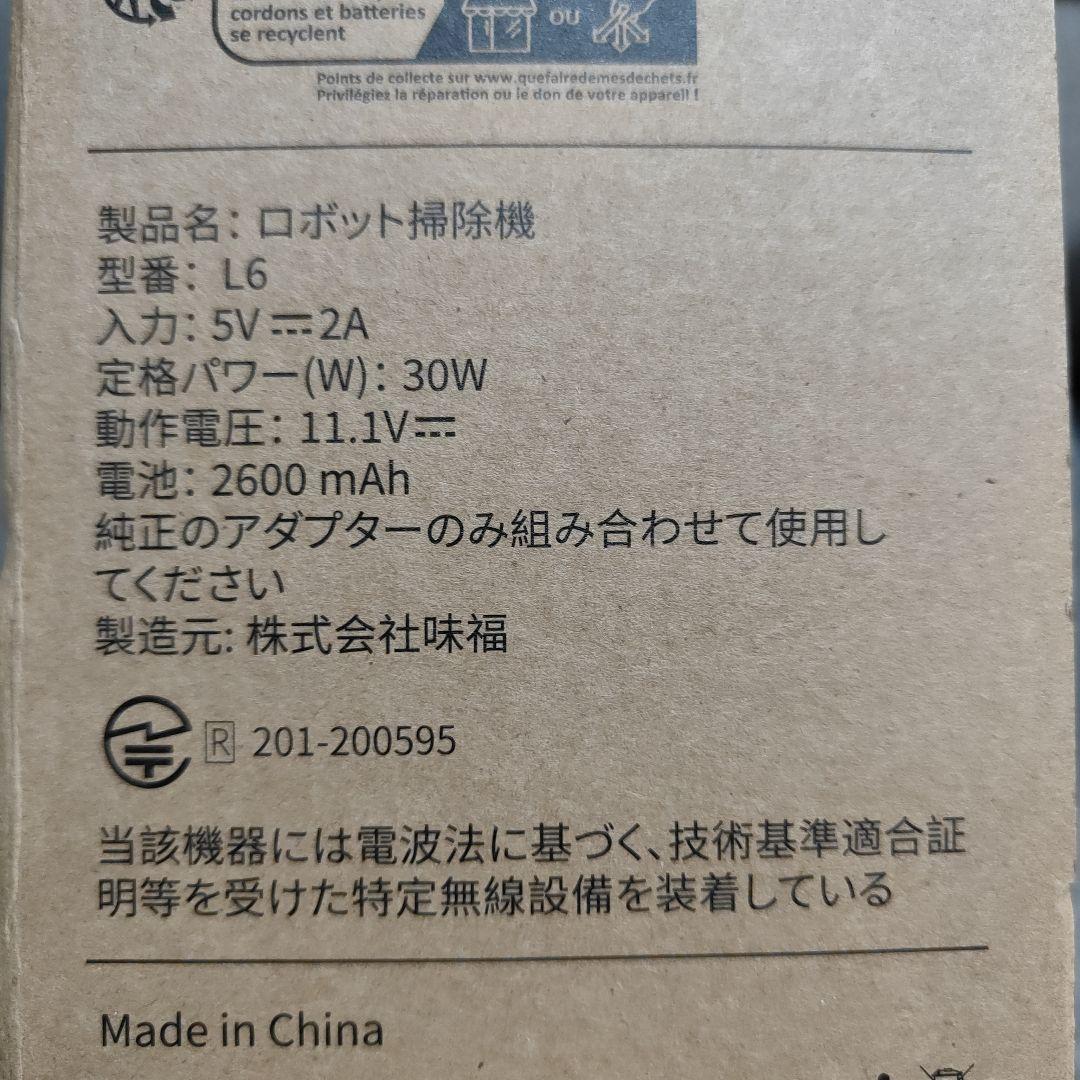 cordons et batteries
se recyclent
OU
Points de collecte sur www.quefairedemesdechets.fr
Privilégiez la réparation ou le don de votre appareil !
製品名: ロボット掃除機
型番: L6
入力: 5V⎓2A
定格パワー(W): 30W
動作電圧: 11.1V⎓
電池: 2600 mAh
純正のアダプターのみ組み合わせて使用し
てください
製造元: 株式会社味福
R 201-200595
当該機器には電波法に基づく、技術基準適合証
明等を受けた特定無線設備を装着している
Made in China